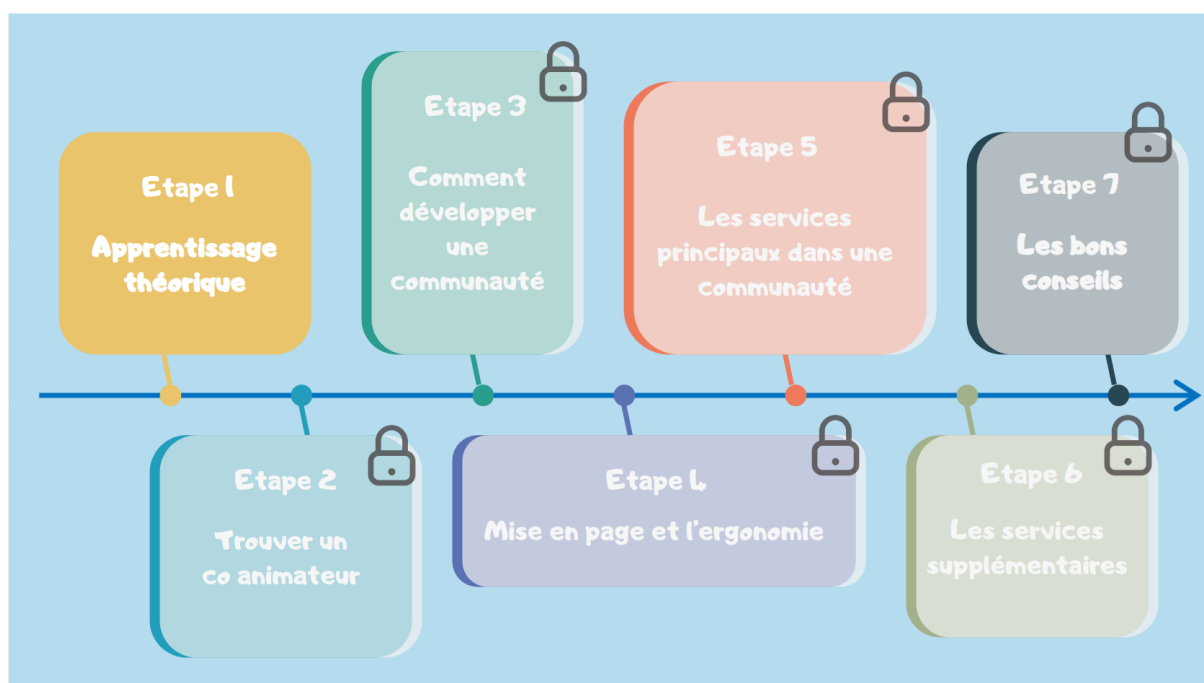 Etape 1
Apprentissage
théorique
Etape 2
Trouver un
co animateur
Etape 3
Comment
développer
une
communauté
Etape 4
Mise en page et l'ergonomie
Etape 5
Les services
principaux dans une
communauté
Etape 6
Les services
supplémentaires
Etape 7
Les bons
conseils